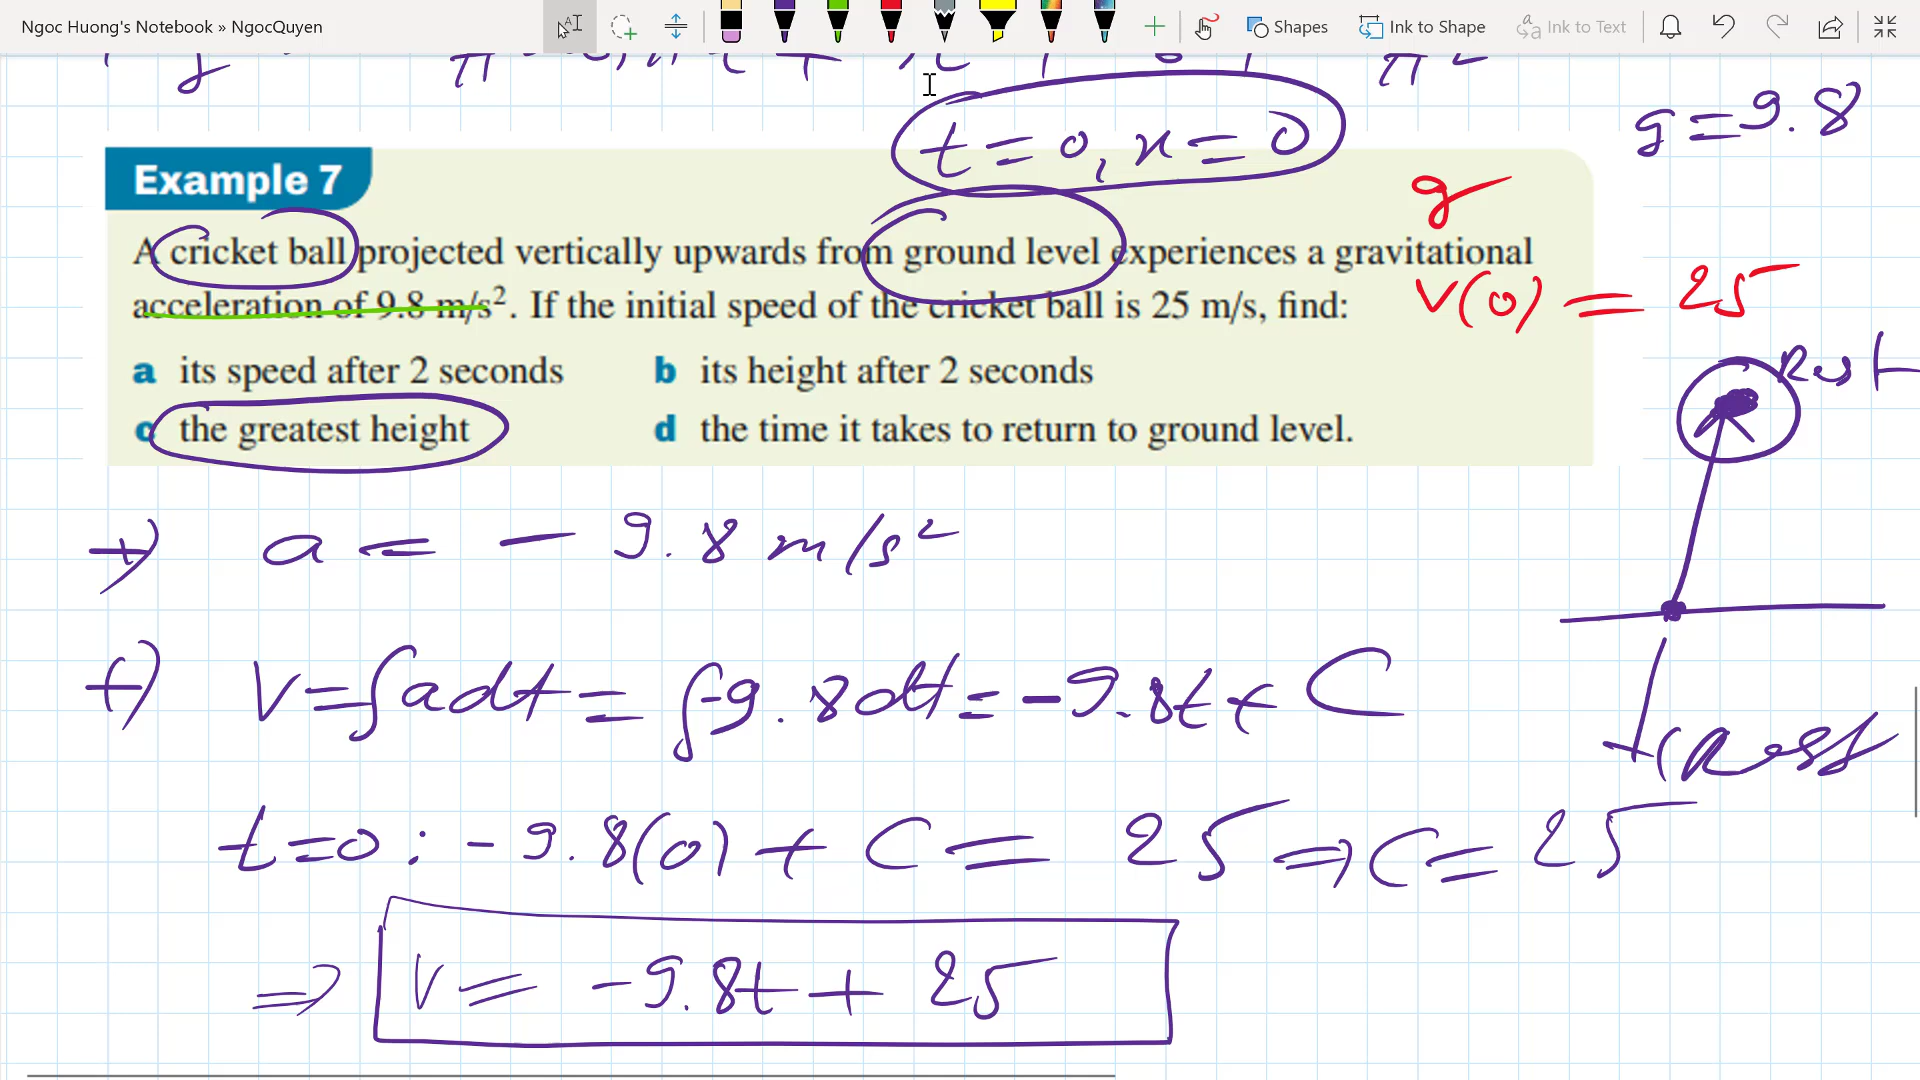 Ngoc Huong's Notebook » NgocQuyen
Shapes
Ink to Shape
Ink to Text
t = 0, x = 0
g = 9.8
Example 7
g
A cricket ball projected vertically upwards from ground level experiences a gravitational
acceleration of 9.8 m/s². If the initial speed of the cricket ball is 25 m/s, find:
v(0) = 25
a its speed after 2 seconds
b its height after 2 seconds
Rest
c the greatest height
d the time it takes to return to ground level.
+) a = - 9.8 m/s²
+) V = ∫adt = ∫-9.8dt = -9.8t + C
t=0 : -9.8(0) + C = 25 ⇒ C = 25
⇒ V = -9.8t + 25